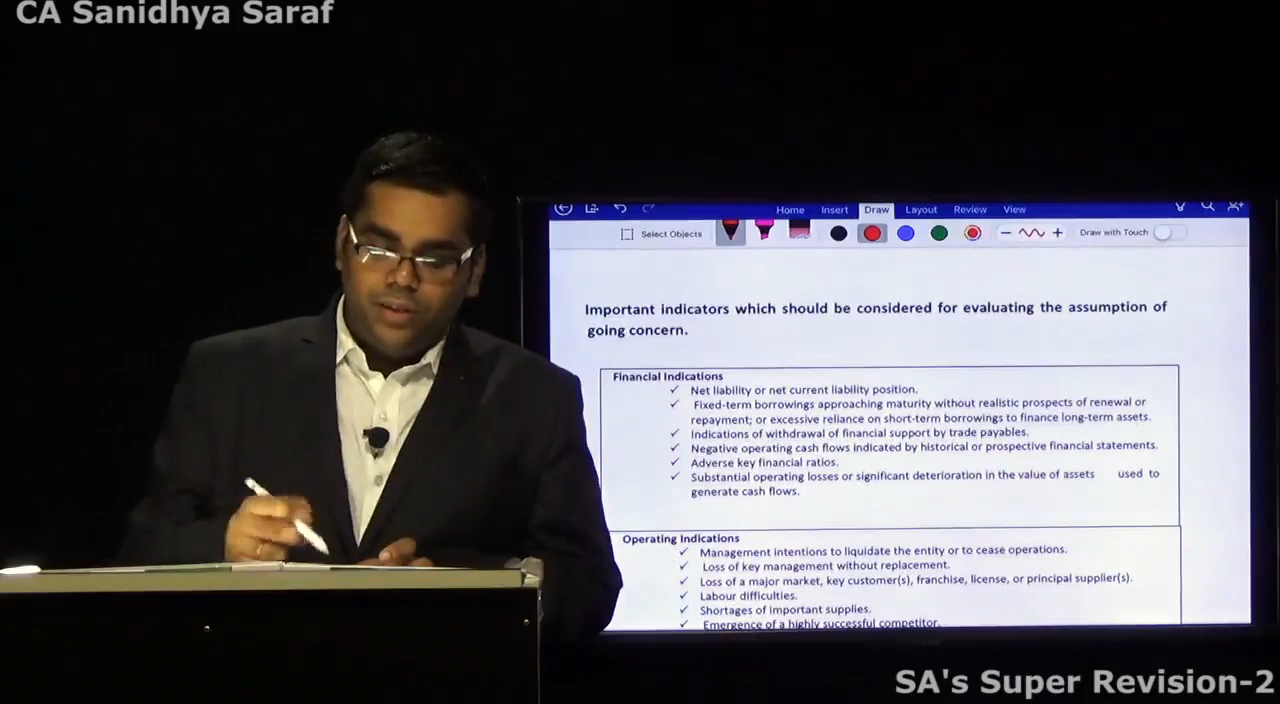 CA Sanidhya Saraf
Home Insert Draw Layout Review View
Select Objects
Draw with Touch
Important indicators which should be considered for evaluating the assumption of
going concern.
Financial Indications
✓ Net liability or net current liability position.
✓ Fixed-term borrowings approaching maturity without realistic prospects of renewal or
repayment; or excessive reliance on short-term borrowings to finance long-term assets.
✓ Indications of withdrawal of financial support by trade payables.
✓ Negative operating cash flows indicated by historical or prospective financial statements.
✓ Adverse key financial ratios.
✓ Substantial operating losses or significant deterioration in the value of assets used to
generate cash flows.
Operating Indications
✓ Management intentions to liquidate the entity or to cease operations.
✓ Loss of key management without replacement.
✓ Loss of a major market, key customer(s), franchise, license, or principal supplier(s).
✓ Labour difficulties.
✓ Shortages of important supplies.
✓ Emergence of a highly successful competitor.
SA's Super Revision-2